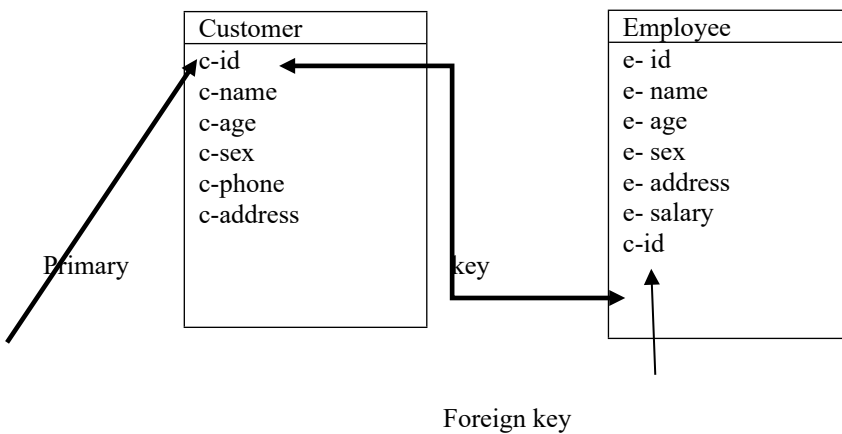 Customer
c-id
c-name
c-age
c-sex
c-phone
c-address
Employee
e- id
e- name
e- age
e- sex
e- address
e- salary
c-id
Primary key
Foreign key